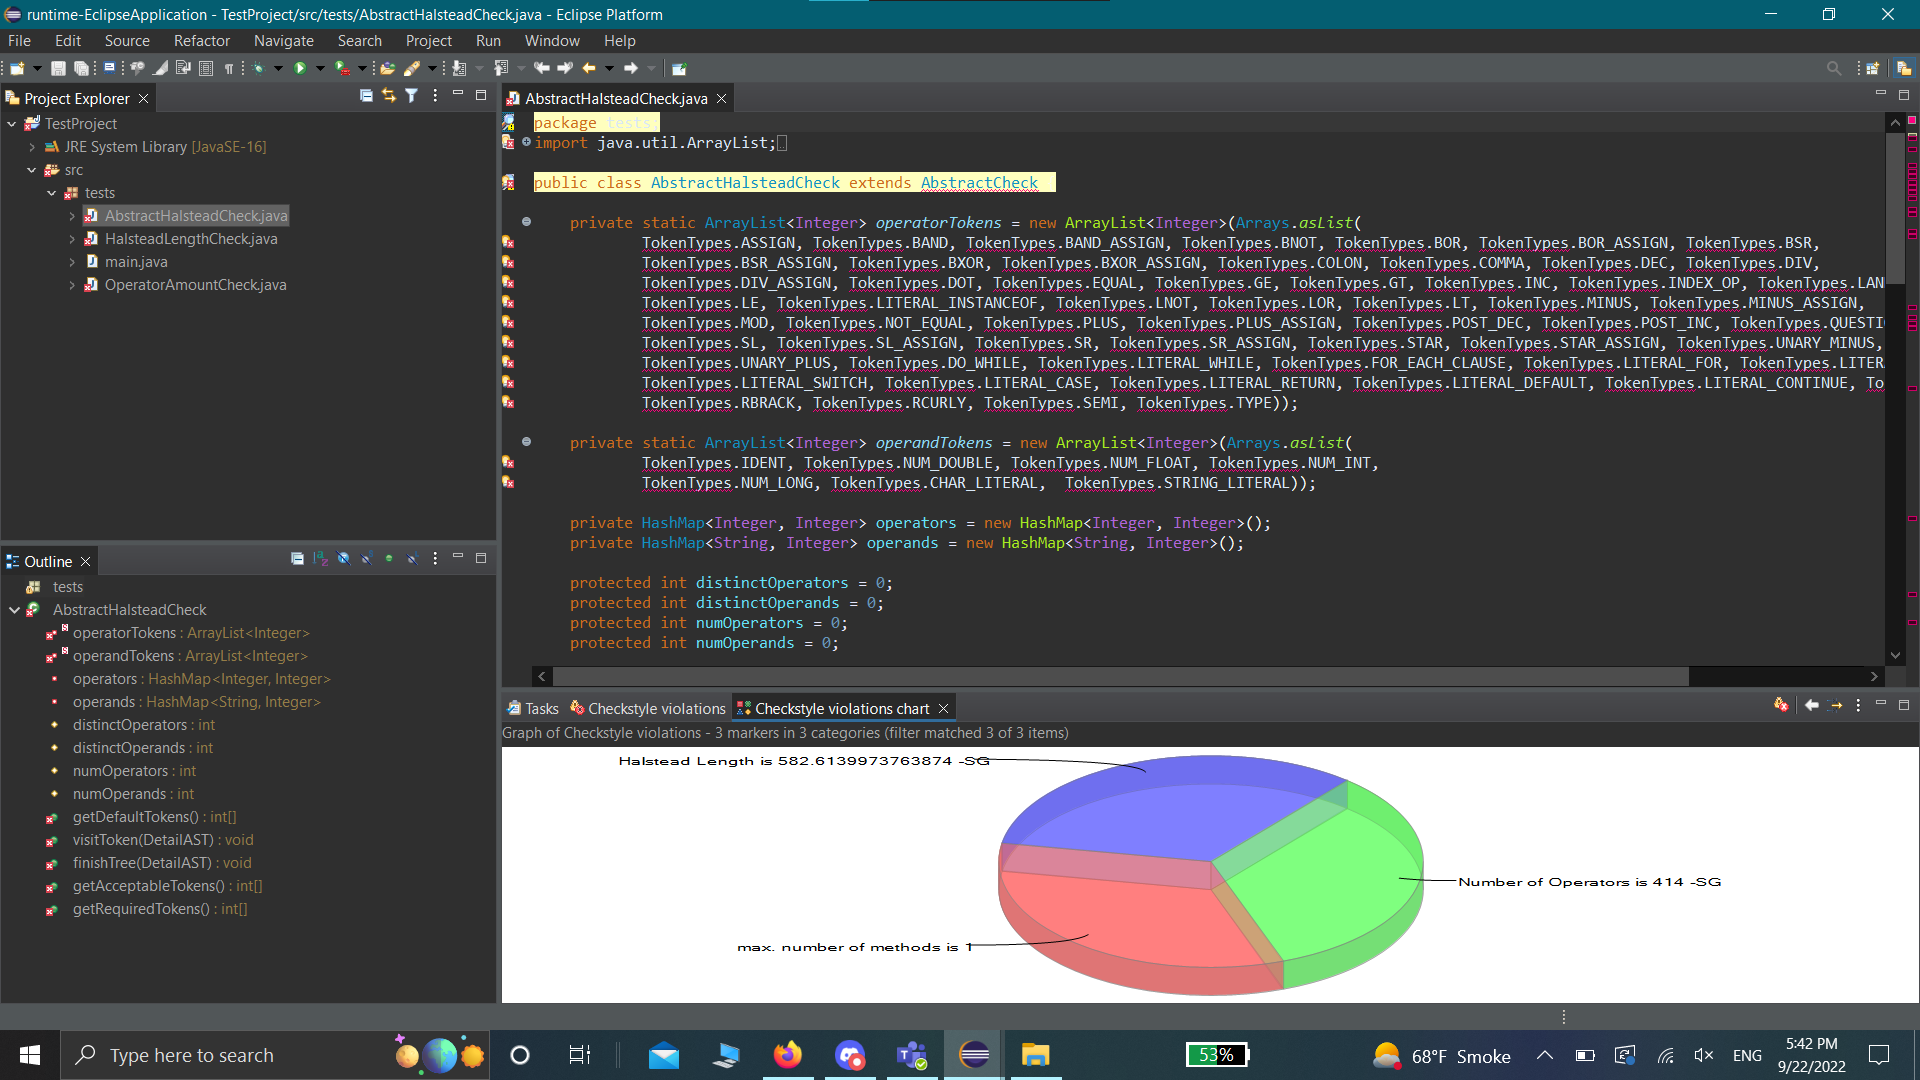 runtime-EclipseApplication - TestProject/src/tests/AbstractHalsteadCheck.java - Eclipse Platform
File Edit Source Refactor Navigate Search Project Run Window Help
Project Explorer
TestProject
JRE System Library [JavaSE-16]
src
tests
AbstractHalsteadCheck.java
HalsteadLengthCheck.java
main.java
OperatorAmountCheck.java
Outline
tests
AbstractHalsteadCheck
operatorTokens : ArrayList<Integer>
operandTokens : ArrayList<Integer>
operators : HashMap<Integer, Integer>
operands : HashMap<String, Integer>
distinctOperators : int
distinctOperands : int
numOperators : int
numOperands : int
getDefaultTokens() : int[]
visitToken(DetailAST) : void
finishTree(DetailAST) : void
getAcceptableTokens() : int[]
getRequiredTokens() : int[]
AbstractHalsteadCheck.java
package tests;
import java.util.ArrayList;
public class AbstractHalsteadCheck extends AbstractCheck
private static ArrayList<Integer> operatorTokens = new ArrayList<Integer>(Arrays.asList(
TokenTypes.ASSIGN, TokenTypes.BAND, TokenTypes.BAND_ASSIGN, TokenTypes.BNOT, TokenTypes.BOR, TokenTypes.BOR_ASSIGN, TokenTypes.BSR,
TokenTypes.BSR_ASSIGN, TokenTypes.BXOR, TokenTypes.BXOR_ASSIGN, TokenTypes.COLON, TokenTypes.COMMA, TokenTypes.DEC, TokenTypes.DIV,
TokenTypes.DIV_ASSIGN, TokenTypes.DOT, TokenTypes.EQUAL, TokenTypes.GE, TokenTypes.GT, TokenTypes.INC, TokenTypes.INDEX_OP, TokenTypes.LAN
TokenTypes.LE, TokenTypes.LITERAL_INSTANCEOF, TokenTypes.LNOT, TokenTypes.LOR, TokenTypes.LT, TokenTypes.MINUS, TokenTypes.MINUS_ASSIGN,
TokenTypes.MOD, TokenTypes.NOT_EQUAL, TokenTypes.PLUS, TokenTypes.PLUS_ASSIGN, TokenTypes.POST_DEC, TokenTypes.POST_INC, TokenTypes.QUESTI
TokenTypes.SL, TokenTypes.SL_ASSIGN, TokenTypes.SR, TokenTypes.SR_ASSIGN, TokenTypes.STAR, TokenTypes.STAR_ASSIGN, TokenTypes.UNARY_MINUS,
TokenTypes.UNARY_PLUS, TokenTypes.DO_WHILE, TokenTypes.LITERAL_WHILE, TokenTypes.FOR_EACH_CLAUSE, TokenTypes.LITERAL_FOR, TokenTypes.LITER
TokenTypes.LITERAL_SWITCH, TokenTypes.LITERAL_CASE, TokenTypes.LITERAL_RETURN, TokenTypes.LITERAL_DEFAULT, TokenTypes.LITERAL_CONTINUE, To
TokenTypes.RBRACK, TokenTypes.RCURLY, TokenTypes.SEMI, TokenTypes.TYPE));
private static ArrayList<Integer> operandTokens = new ArrayList<Integer>(Arrays.asList(
TokenTypes.IDENT, TokenTypes.NUM_DOUBLE, TokenTypes.NUM_FLOAT, TokenTypes.NUM_INT,
TokenTypes.NUM_LONG, TokenTypes.CHAR_LITERAL, TokenTypes.STRING_LITERAL));
private HashMap<Integer, Integer> operators = new HashMap<Integer, Integer>();
private HashMap<String, Integer> operands = new HashMap<String, Integer>();
protected int distinctOperators = 0;
protected int distinctOperands = 0;
protected int numOperators = 0;
protected int numOperands = 0;
Tasks Checkstyle violations Checkstyle violations chart
Graph of Checkstyle violations - 3 markers in 3 categories (filter matched 3 of 3 items)
Halstead Length is 582.6139973763874 -SG
Number of Operators is 414 -SG
max. number of methods is 1
Type here to search
53%
68°F Smoke
ENG
5:42 PM
9/22/2022